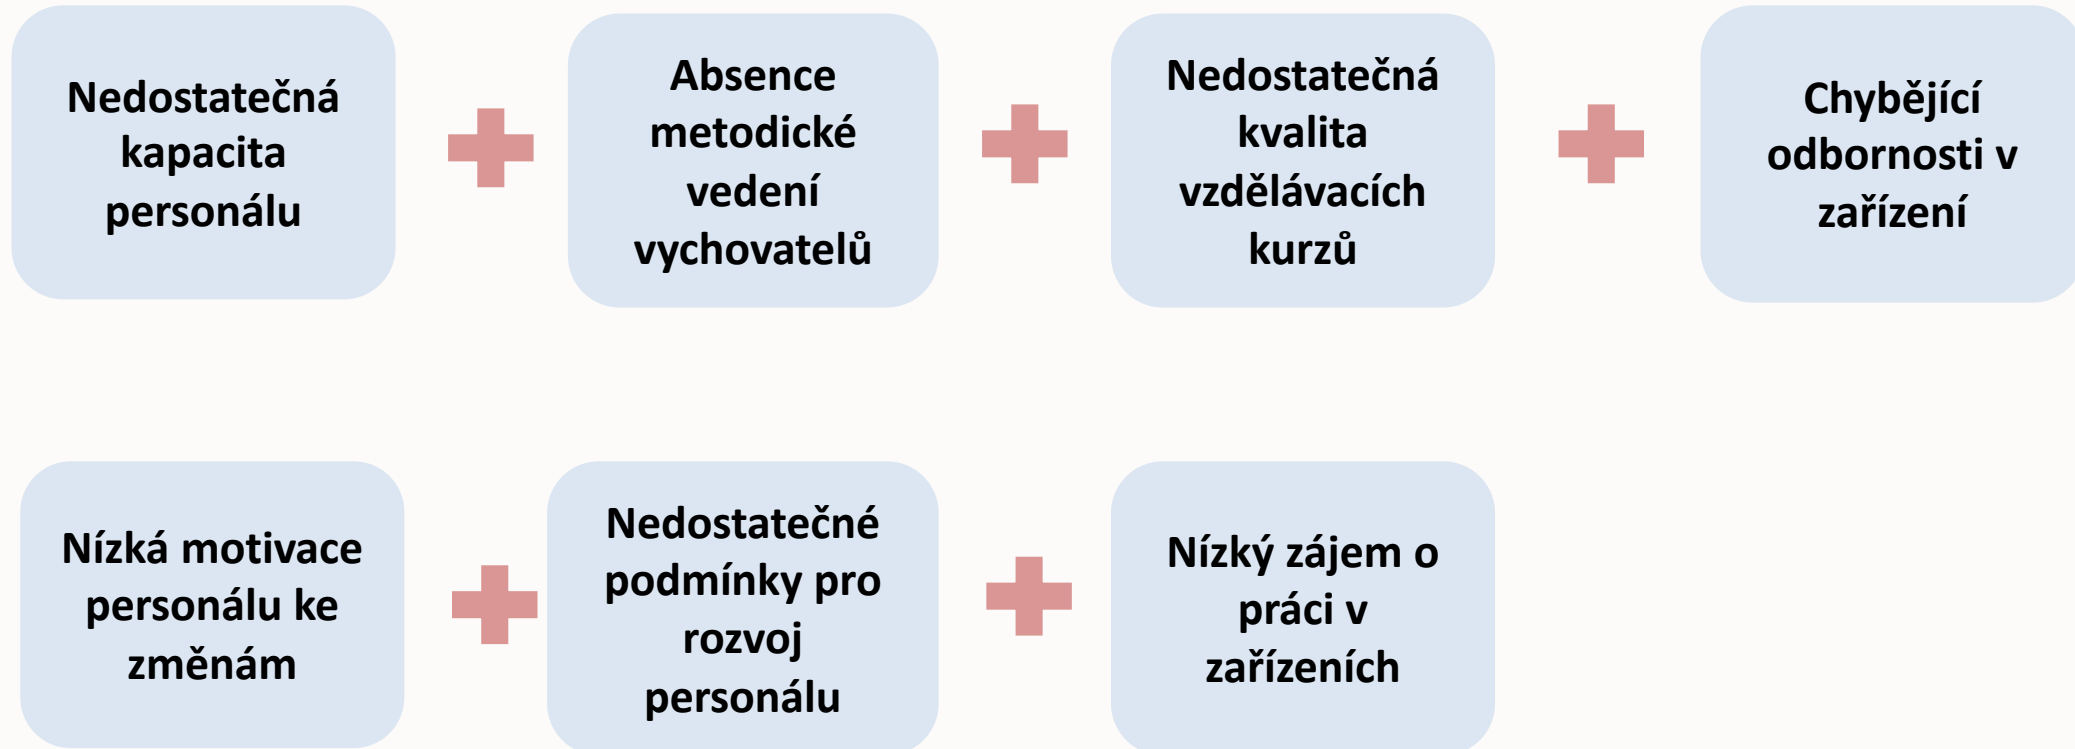 Nedostatečná
kapacita
personálu
Absence
metodické
vedení
vychovatelů
Nedostatečná
kvalita
vzdělávacích
kurzů
Chybějící
odbornosti v
zařízení
Nízká motivace
personálu ke
změnám
Nedostatečné
podmínky pro
rozvoj
personálu
Nízký zájem o
práci v
zařízeních